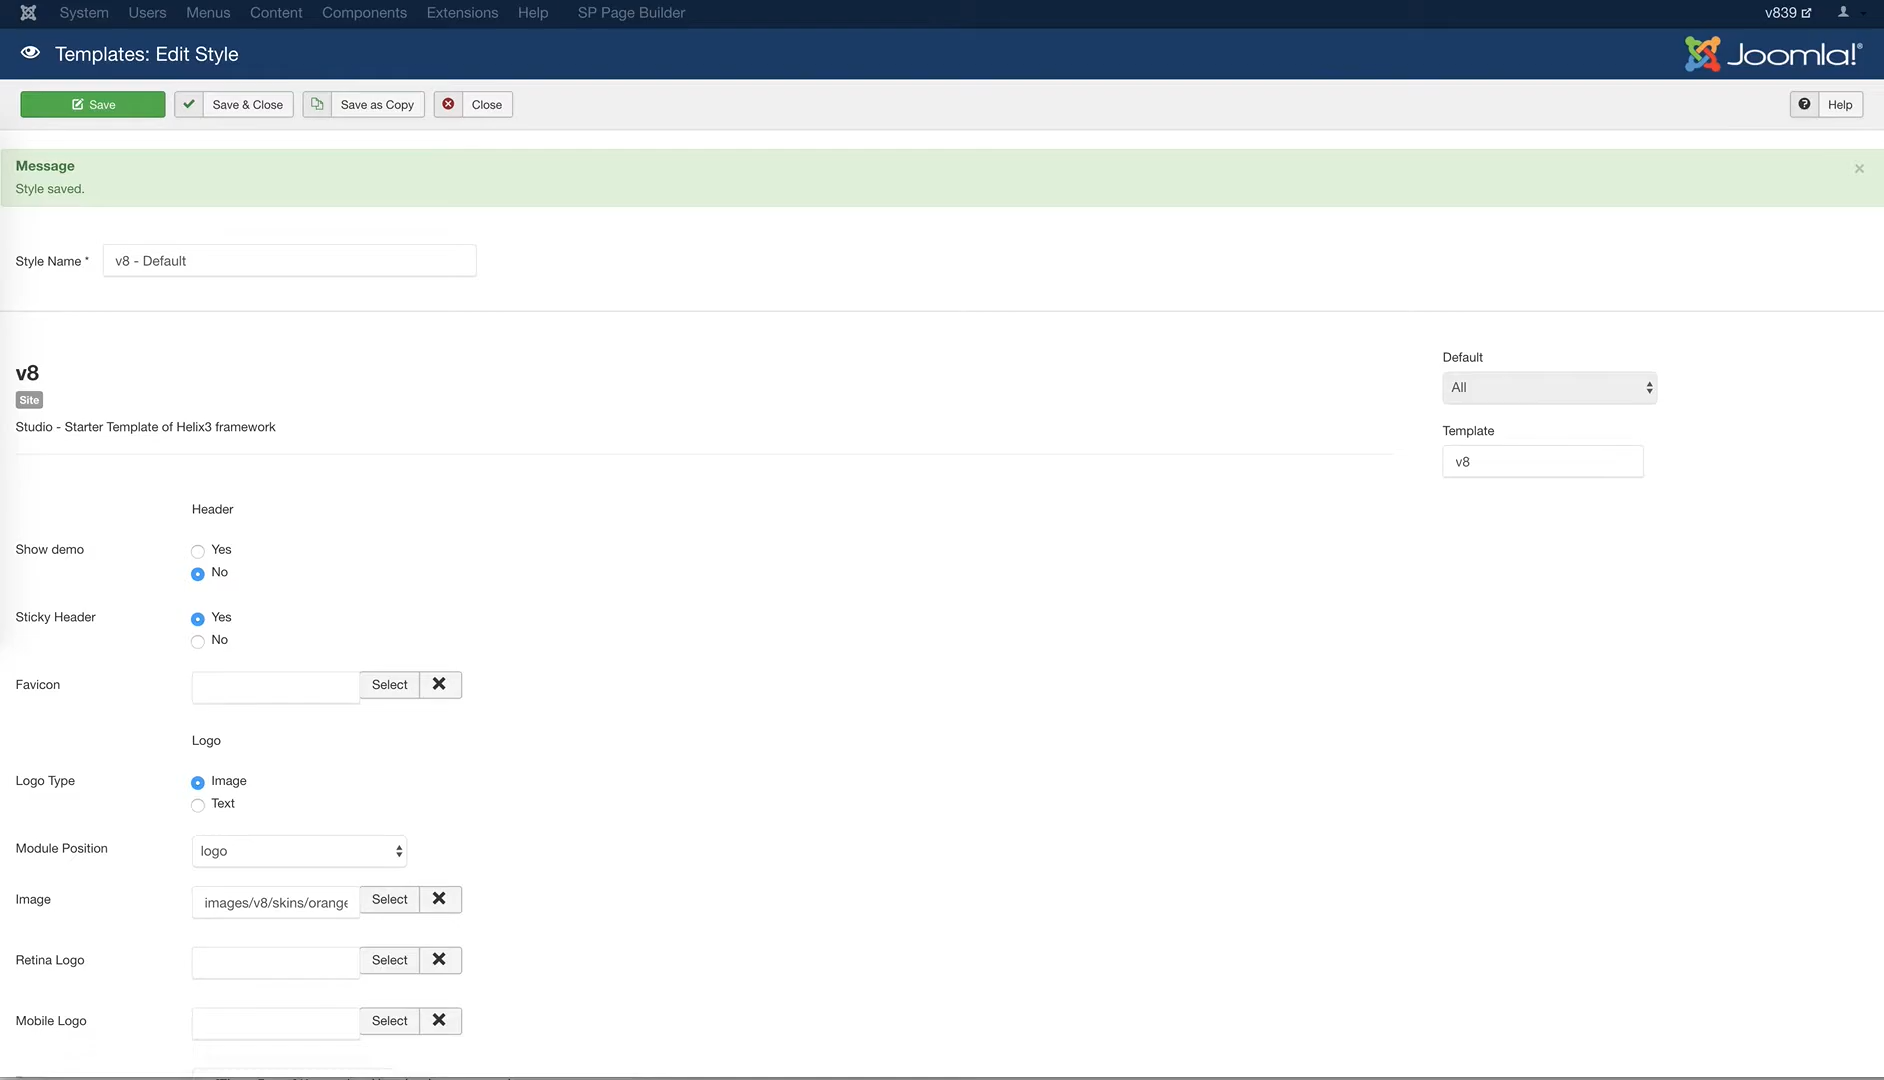 System Users Menus Content Components Extensions Help SP Page Builder v839
Templates: Edit Style
Joomla!®
Save
Save & Close
Save as Copy
Close
Help
Message
Style saved.
Style Name *
v8 - Default
v8
Site
Studio - Starter Template of Helix3 framework
Default
All
Template
v8
Header
Show demo
Yes
No
Sticky Header
Yes
No
Favicon
Select
Logo
Logo Type
Image
Text
Module Position
logo
Image
images/v8/skins/orange
Select
Retina Logo
Select
Mobile Logo
Select